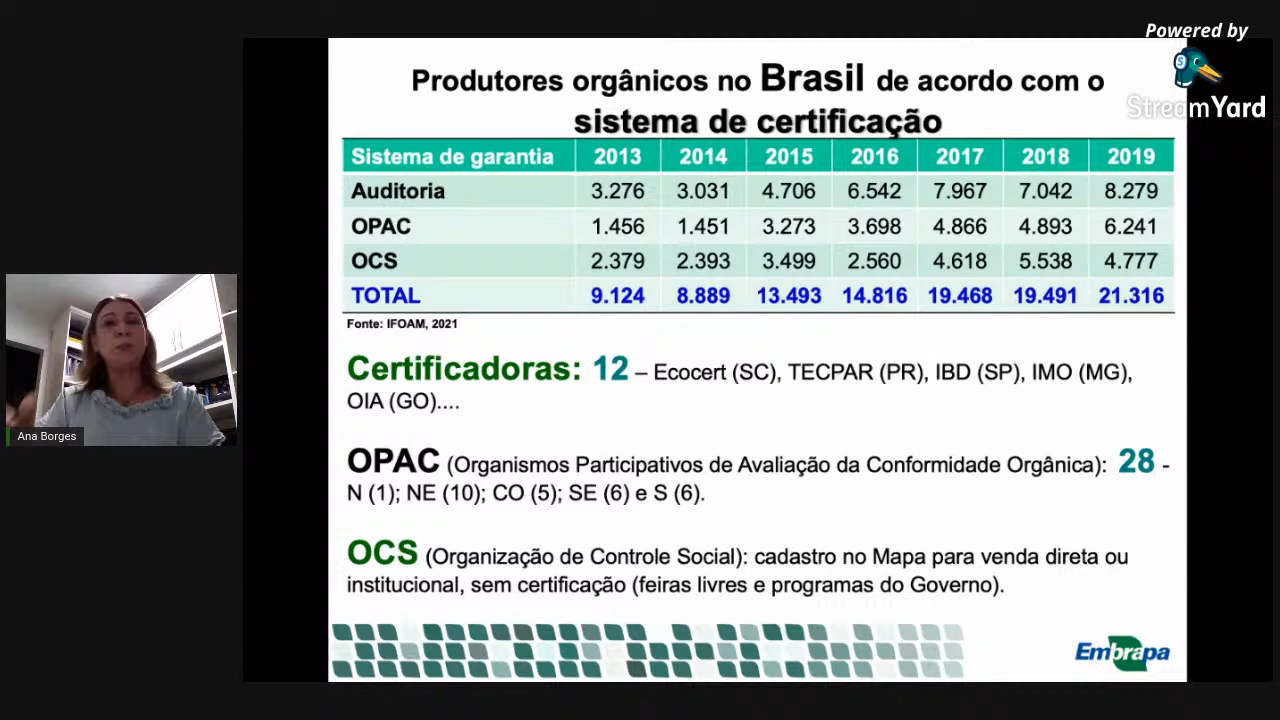 Powered by
StreamYard
Produtores orgânicos no Brasil de acordo com o
sistema de certificação
Sistema de garantia 2013 2014 2015 2016 2017 2018 2019
Auditoria 3.276 3.031 4.706 6.542 7.967 7.042 8.279
OPAC 1.456 1.451 3.273 3.698 4.866 4.893 6.241
OCS 2.379 2.393 3.499 2.560 4.618 5.538 4.777
TOTAL 9.124 8.889 13.493 14.816 19.468 19.491 21.316
Fonte: IFOAM, 2021
Certificadoras: 12 – Ecocert (SC), TECPAR (PR), IBD (SP), IMO (MG),
OIA (GO)....
OPAC (Organismos Participativos de Avaliação da Conformidade Orgânica): 28 -
N (1); NE (10); CO (5); SE (6) e S (6).
OCS (Organização de Controle Social): cadastro no Mapa para venda direta ou
institucional, sem certificação (feiras livres e programas do Governo).
Embrapa
Ana Borges